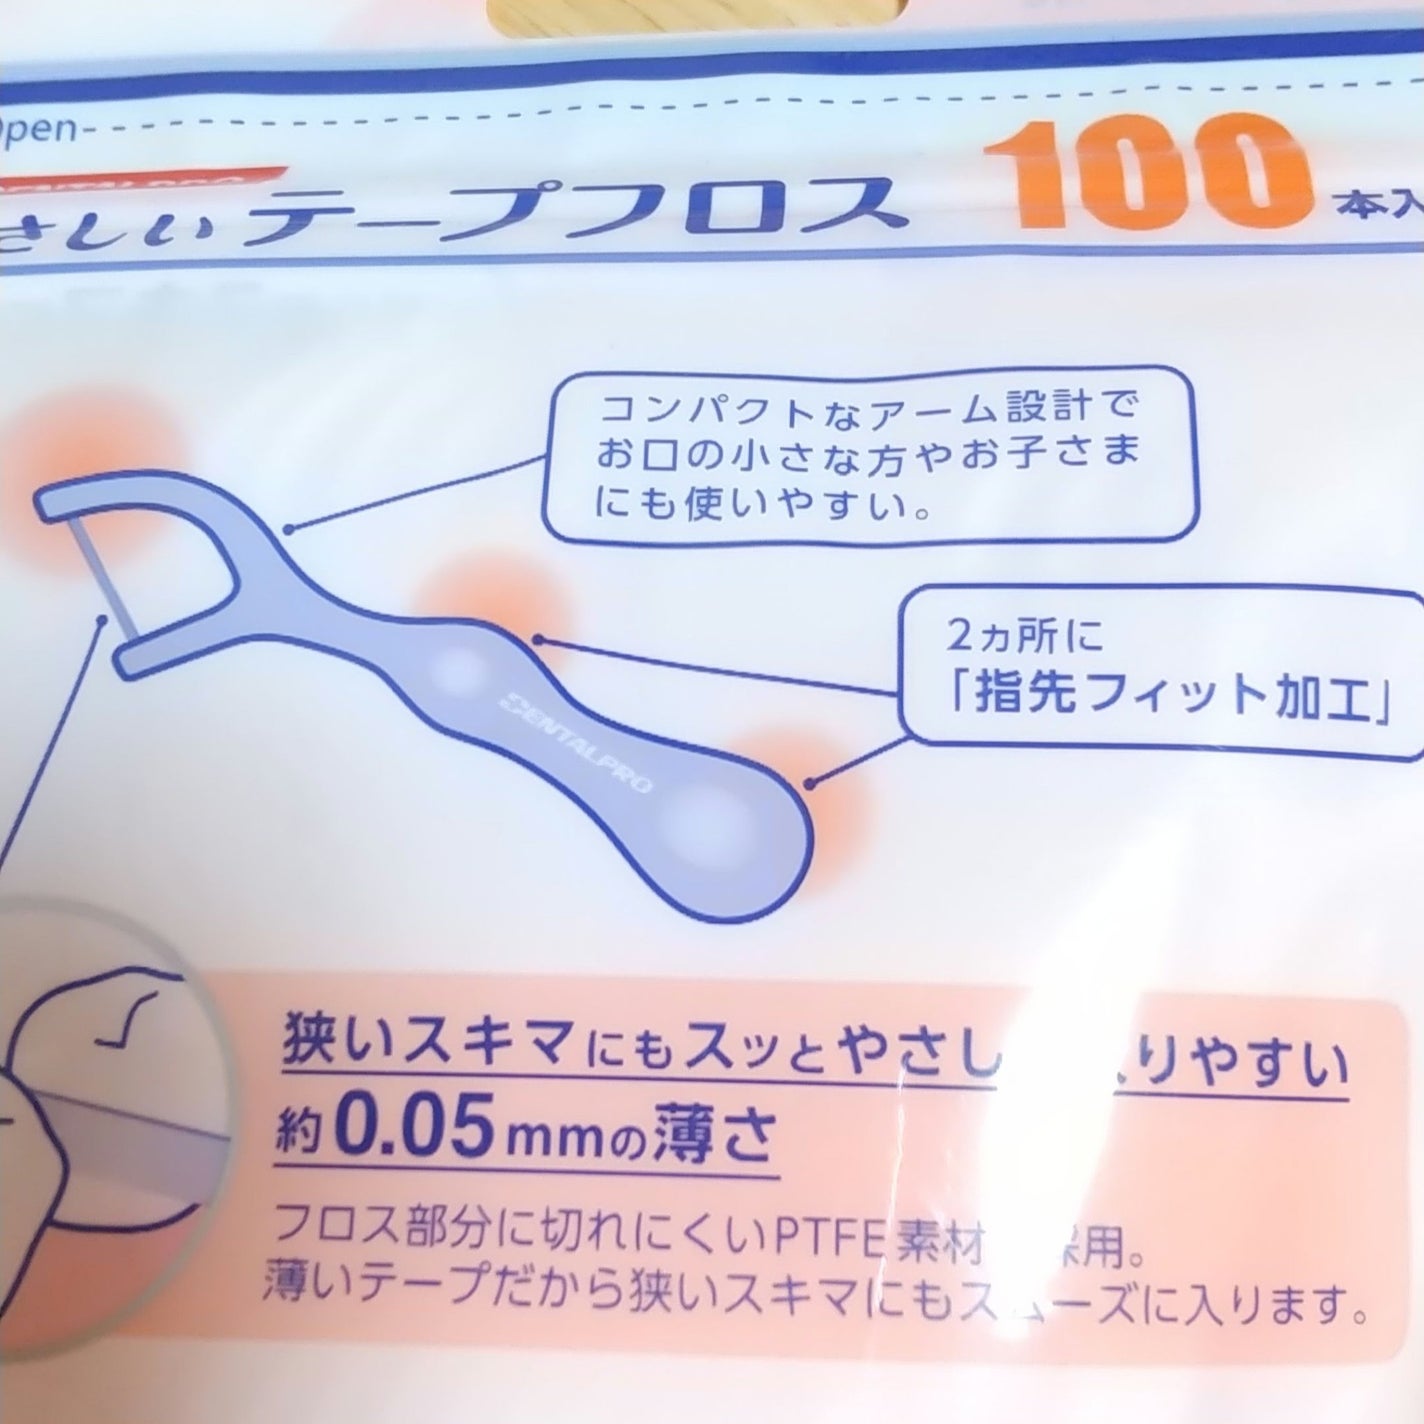 Open
さしい テープフロス 100本入
コンパクトなアーム設計で
お口の小さな方やお子さま
にも使いやすい。
2ヵ所に
「指先フィット加工」
DENTALPRO
狭いスキマにもスッとやさし りやすい
約0.05mmの薄さ
フロス部分に切れにくいPTFE素材 採用。
薄いテープだから狭いスキマにもスムーズに入ります。